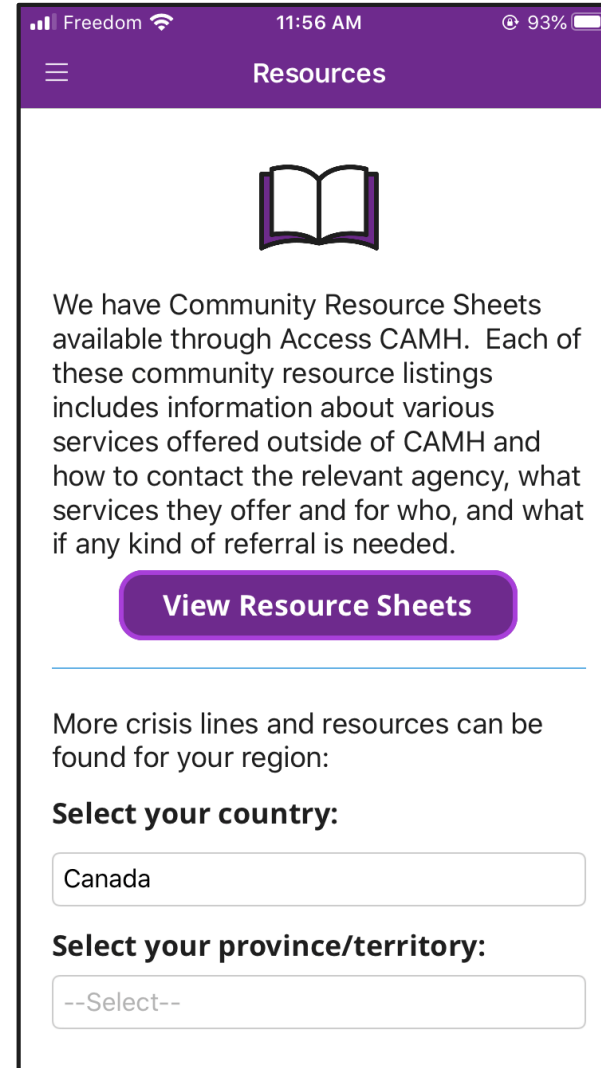 Freedom 11:56 AM 93%
Resources
We have Community Resource Sheets
available through Access CAMH.  Each of
these community resource listings
includes information about various
services offered outside of CAMH and
how to contact the relevant agency, what
services they offer and for who, and what
if any kind of referral is needed.
View Resource Sheets
More crisis lines and resources can be
found for your region:
Select your country:
Canada
Select your province/territory:
--Select--